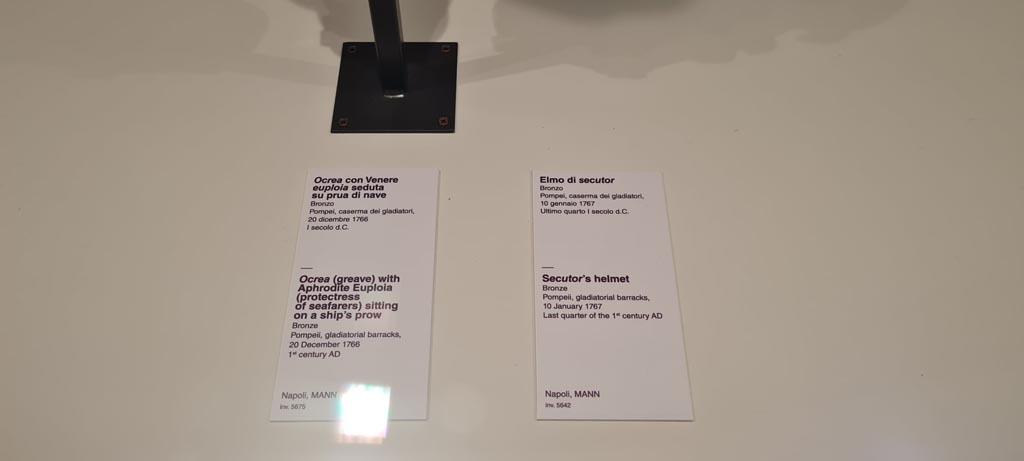 Ocrea con Venere
euploia seduta
su prua di nave
Bronzo
Pompei, caserma dei gladiatori,
20 dicembre 1766
I secolo d.C.
Ocrea (greave) with
Aphrodite Euploia
(protectress
of seafarers) sitting
on a ship's prow
Bronze
Pompeii, gladiatorial barracks,
20 December 1766
1st century AD
Napoli, MANN
Inv. 5675
Elmo di secutor
Bronzo
Pompei, caserma dei gladiatori,
10 gennaio 1767
Ultimo quarto I secolo d.C.
Secutor's helmet
Bronze
Pompeii, gladiatorial barracks,
10 January 1767
Last quarter of the 1st century AD
Napoli, MANN
Inv. 5642